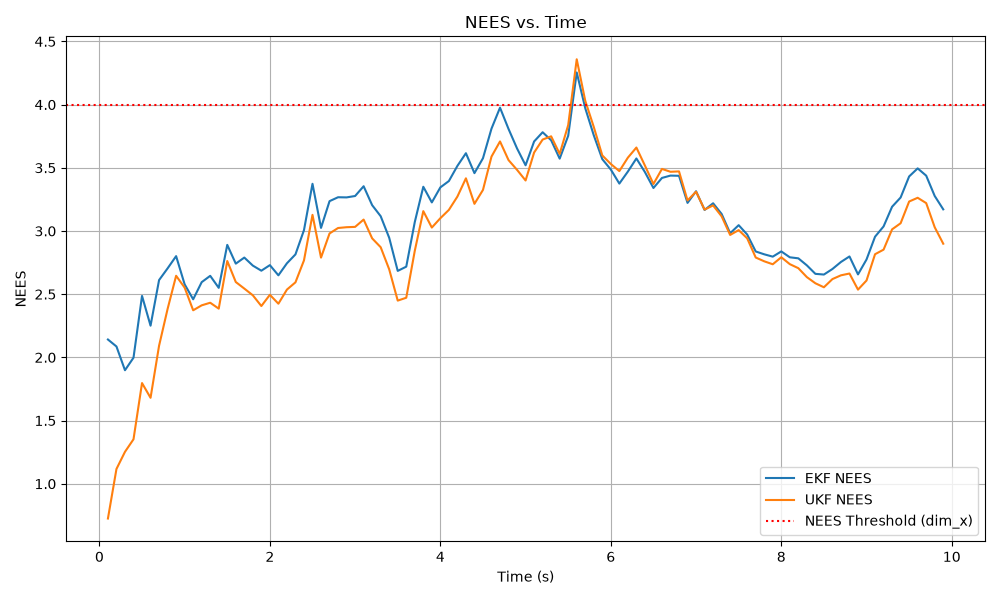 NEES vs. Time
4.5
4.0
3.5
3.0
2.5
2.0
1.5
1.0
NEES
0
2
4
6
8
10
Time (s)
EKF NEES
UKF NEES
NEES Threshold (dim_x)